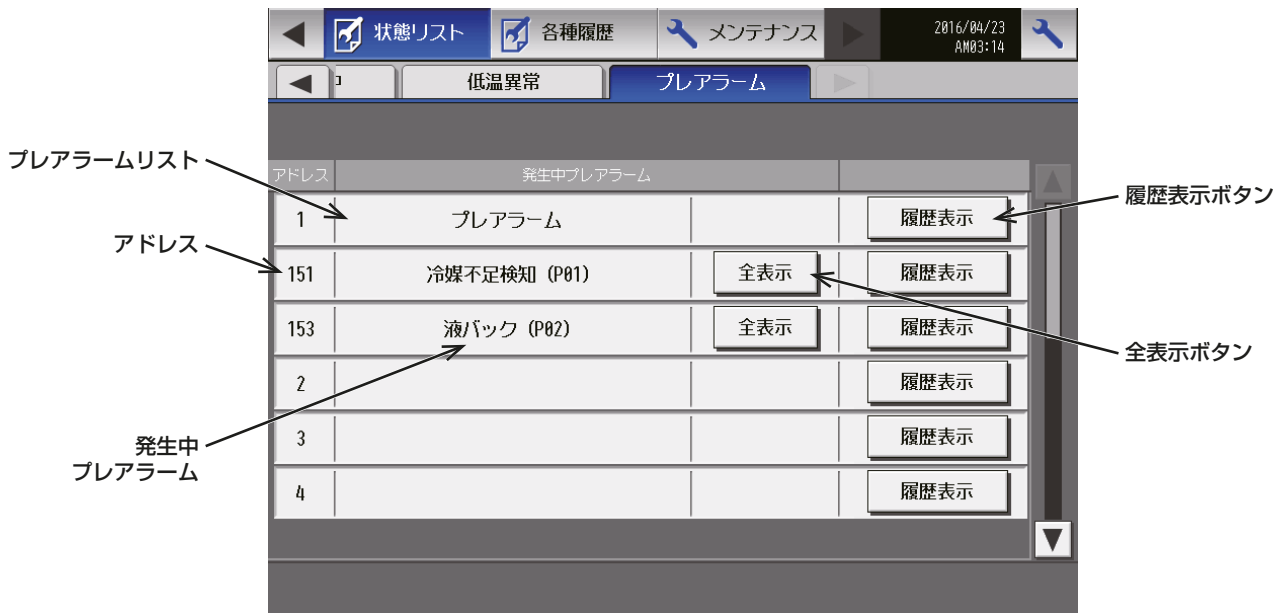 状態リスト 各種履歴 メンテナンス 2016/04/23
AM03:14
低温異常 プレアラーム
プレアラームリスト
アドレス 発生中プレアラーム
1 プレアラーム 履歴表示
履歴表示ボタン
アドレス
151 冷媒不足検知 (P01) 全表示 履歴表示
153 液バック (P02) 全表示 履歴表示
全表示ボタン
2 履歴表示
3 履歴表示
発生中
プレアラーム
4 履歴表示